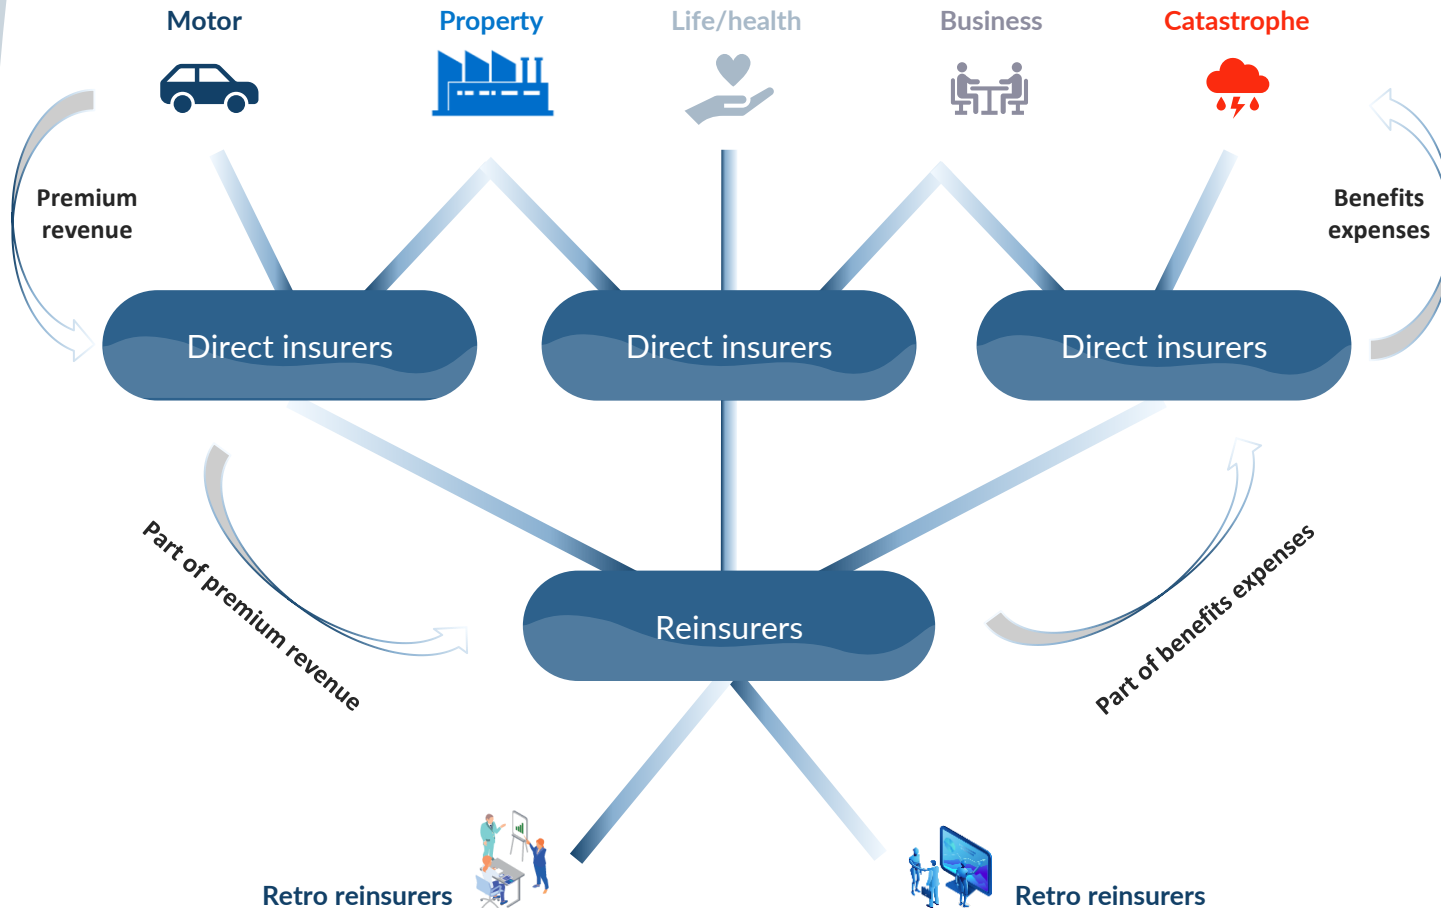 Motor
Property
Life/health
Business
Catastrophe
Premium
revenue
Benefits
expenses
Direct insurers
Direct insurers
Direct insurers
Part of premium revenue
Part of benefits expenses
Reinsurers
Retro reinsurers
Retro reinsurers